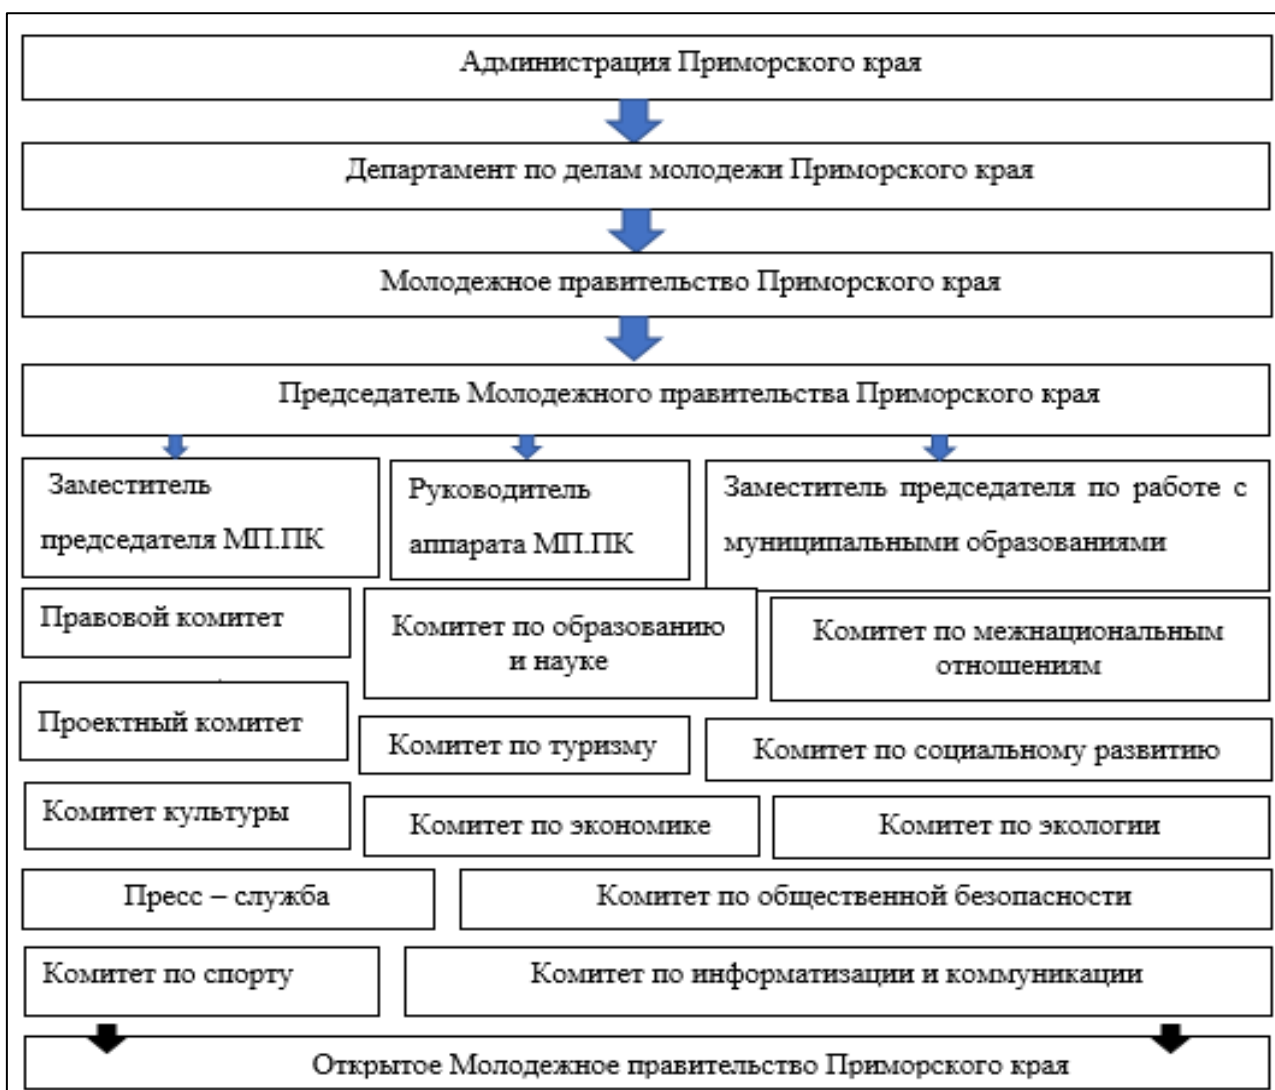 Администрация Приморского края
Департамент по делам молодежи Приморского края
Молодежное правительство Приморского края
Председатель Молодежного правительства Приморского края
Заместитель
председателя МП.ПК
Руководитель
аппарата МП.ПК
Заместитель председателя по работе с
муниципальными образованиями
Правовой комитет
Комитет по образованию
и науке
Комитет по межнациональным
отношениям
Проектный комитет
Комитет по туризму
Комитет по социальному развитию
Комитет культуры
Комитет по экономике
Комитет по экологии
Пресс – служба
Комитет по общественной безопасности
Комитет по спорту
Комитет по информатизации и коммуникации
Открытое Молодежное правительство Приморского края